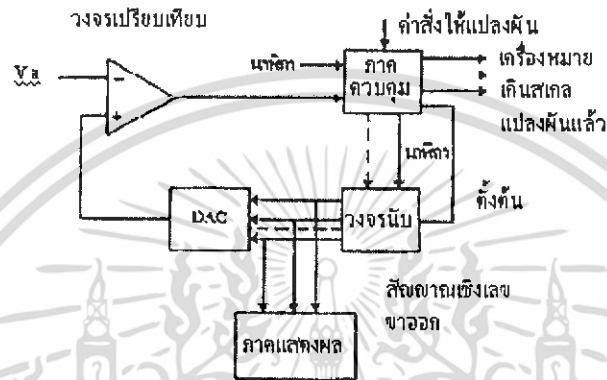 วงจรเปรียบเทียบ
คำสั่งให้แปลงผัน
Va
นาฬิกา
ภาค
ควบคุม
เครื่องหมาย
เกินสเกล
แปลงผันแล้ว
นาฬิกา
DAC
วงจรนับ
ตั้งต้น
สัญญาณเชิงเลข
ขาออก
ภาคแสดงผล